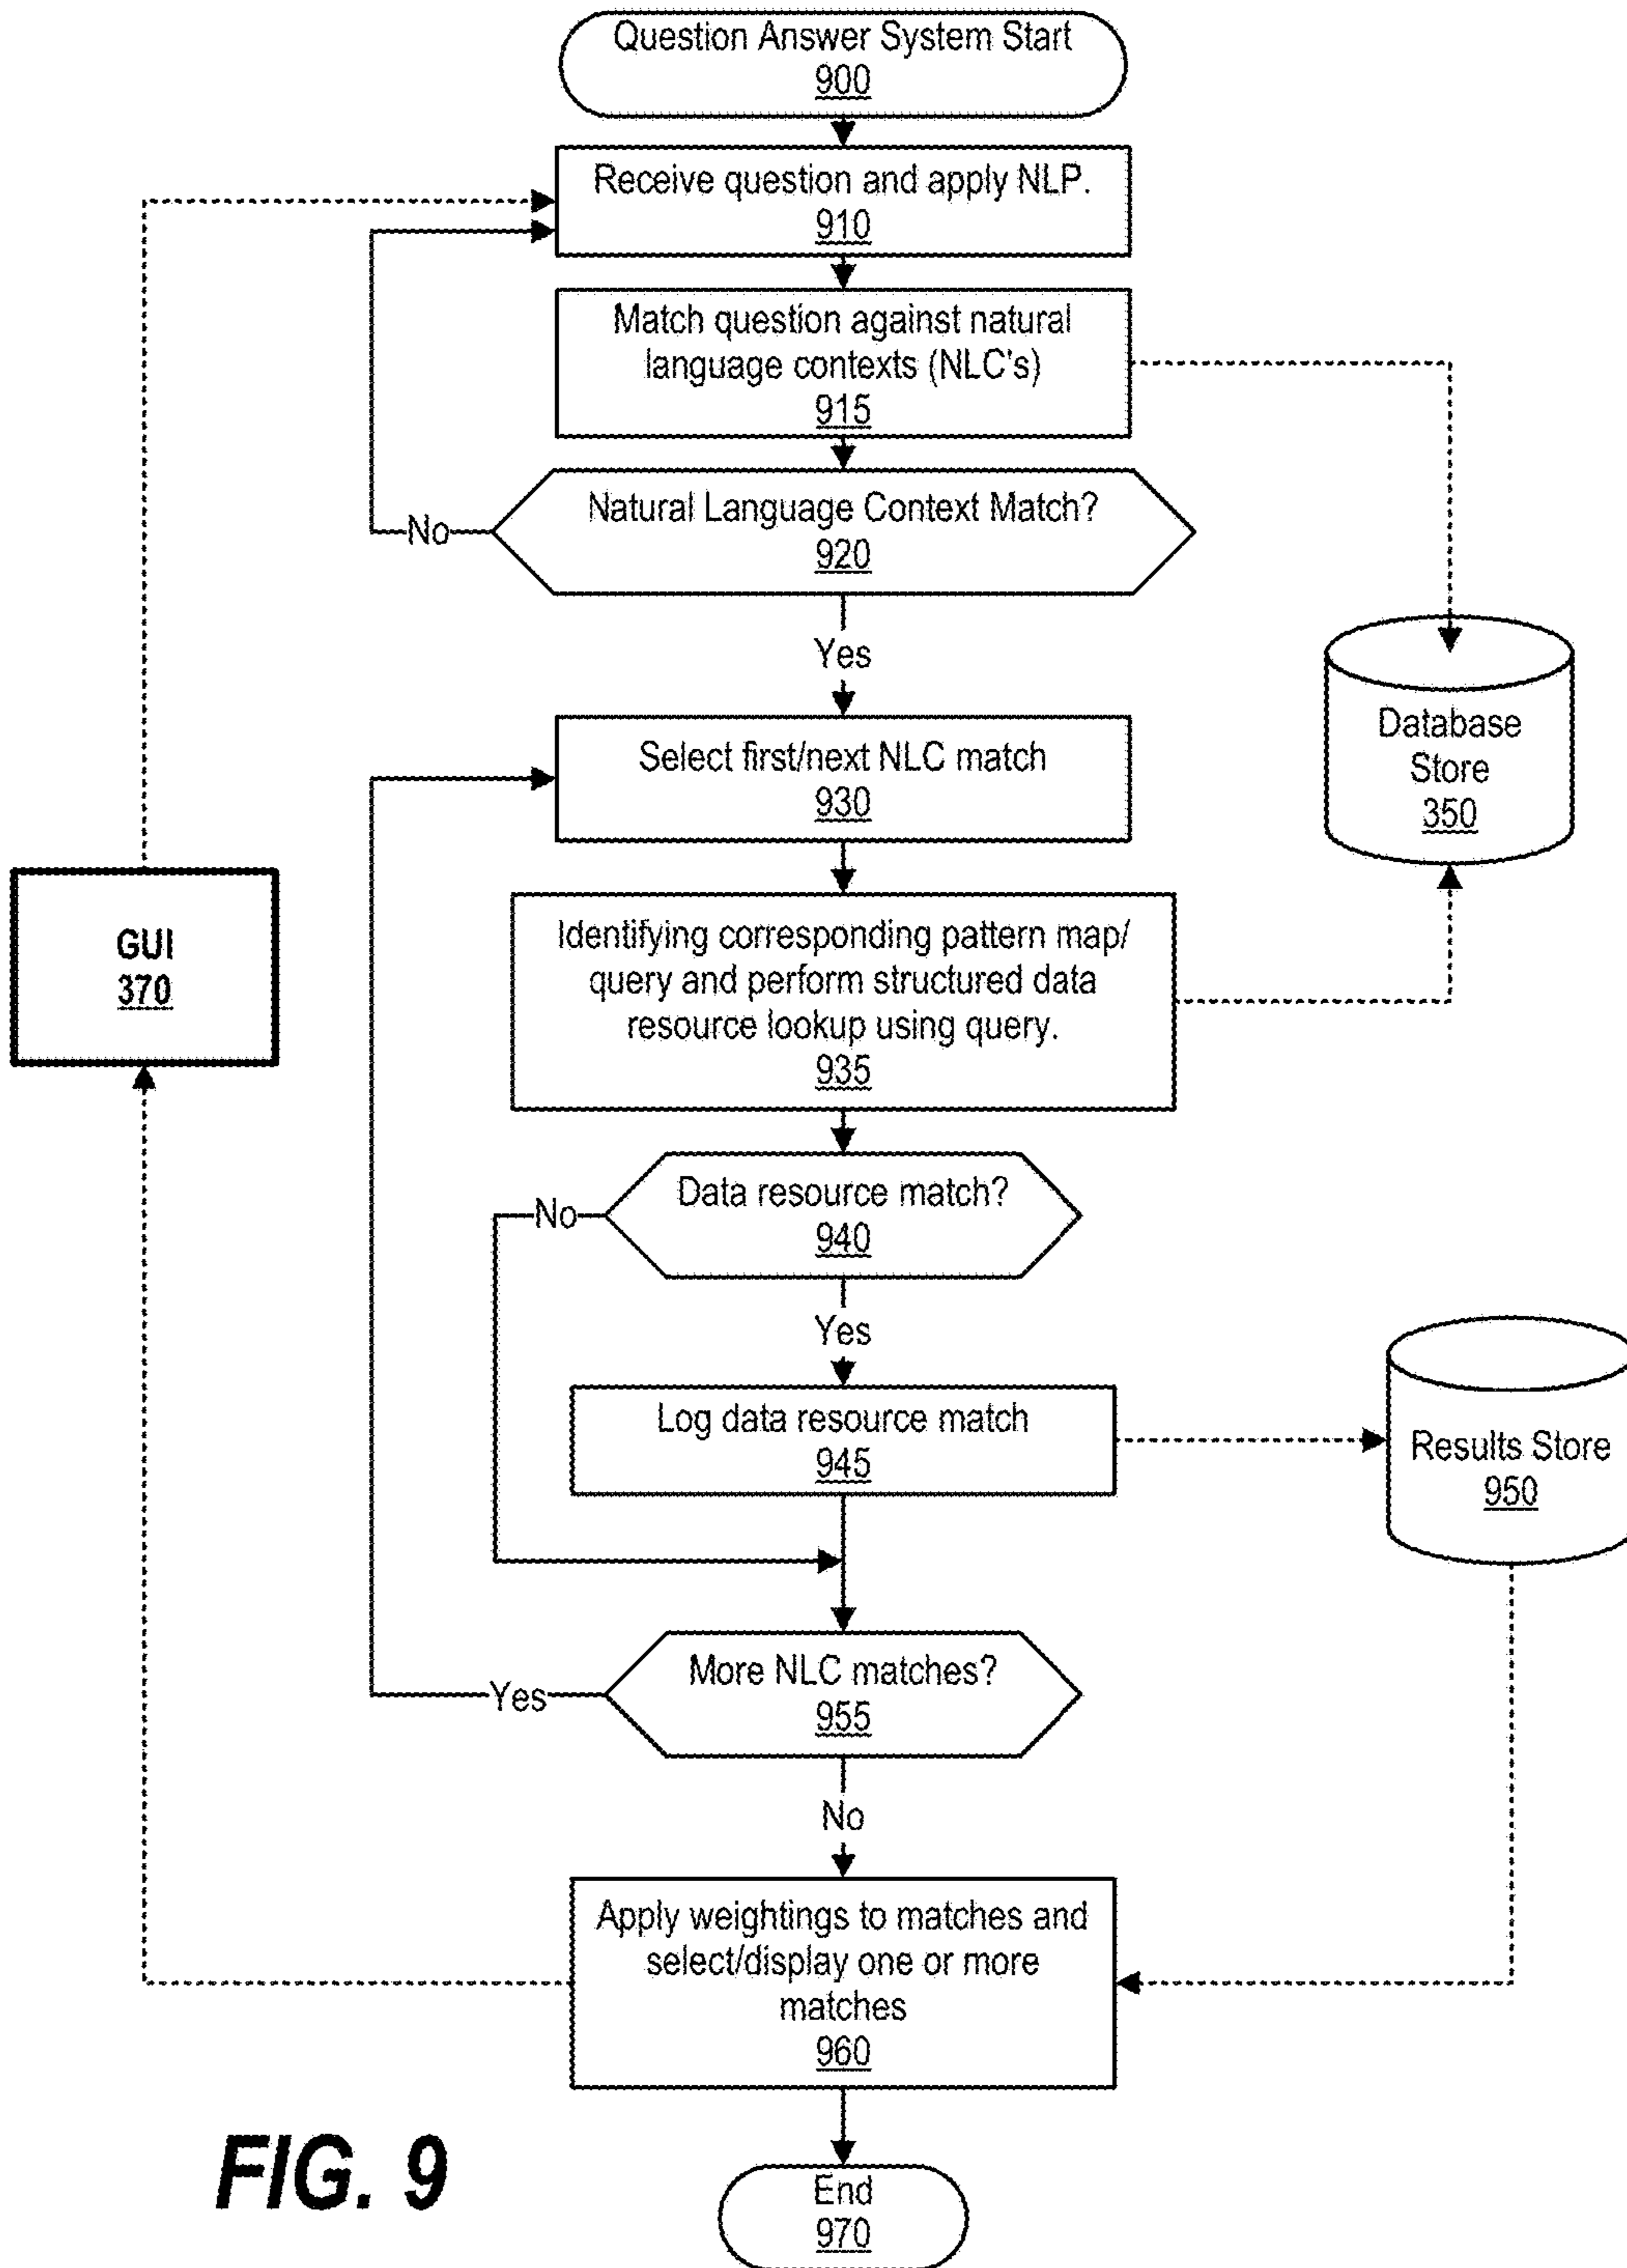 Question Answer System Start
900
Receive question and apply NLP.
910
Match question against natural
language contexts (NLC's)
915
Natural Language Context Match?
920
No
Yes
Database
Store
350
Select first/next NLC match
930
GUI
370
Identifying corresponding pattern map/
query and perform structured data
resource lookup using query.
935
Data resource match?
940
No
Yes
Log data resource match
945
Results Store
950
More NLC matches?
955
Yes
No
Apply weightings to matches and
select/display one or more
matches
960
End
970
FIG. 9